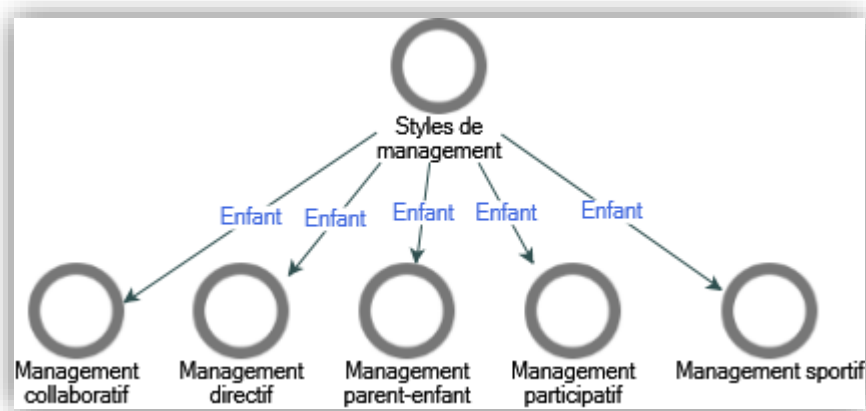 Styles de
management
Enfant
Enfant
Enfant
Enfant
Enfant
Management
collaboratif
Management
directif
Management
parent-enfant
Management
participatif
Management sportif